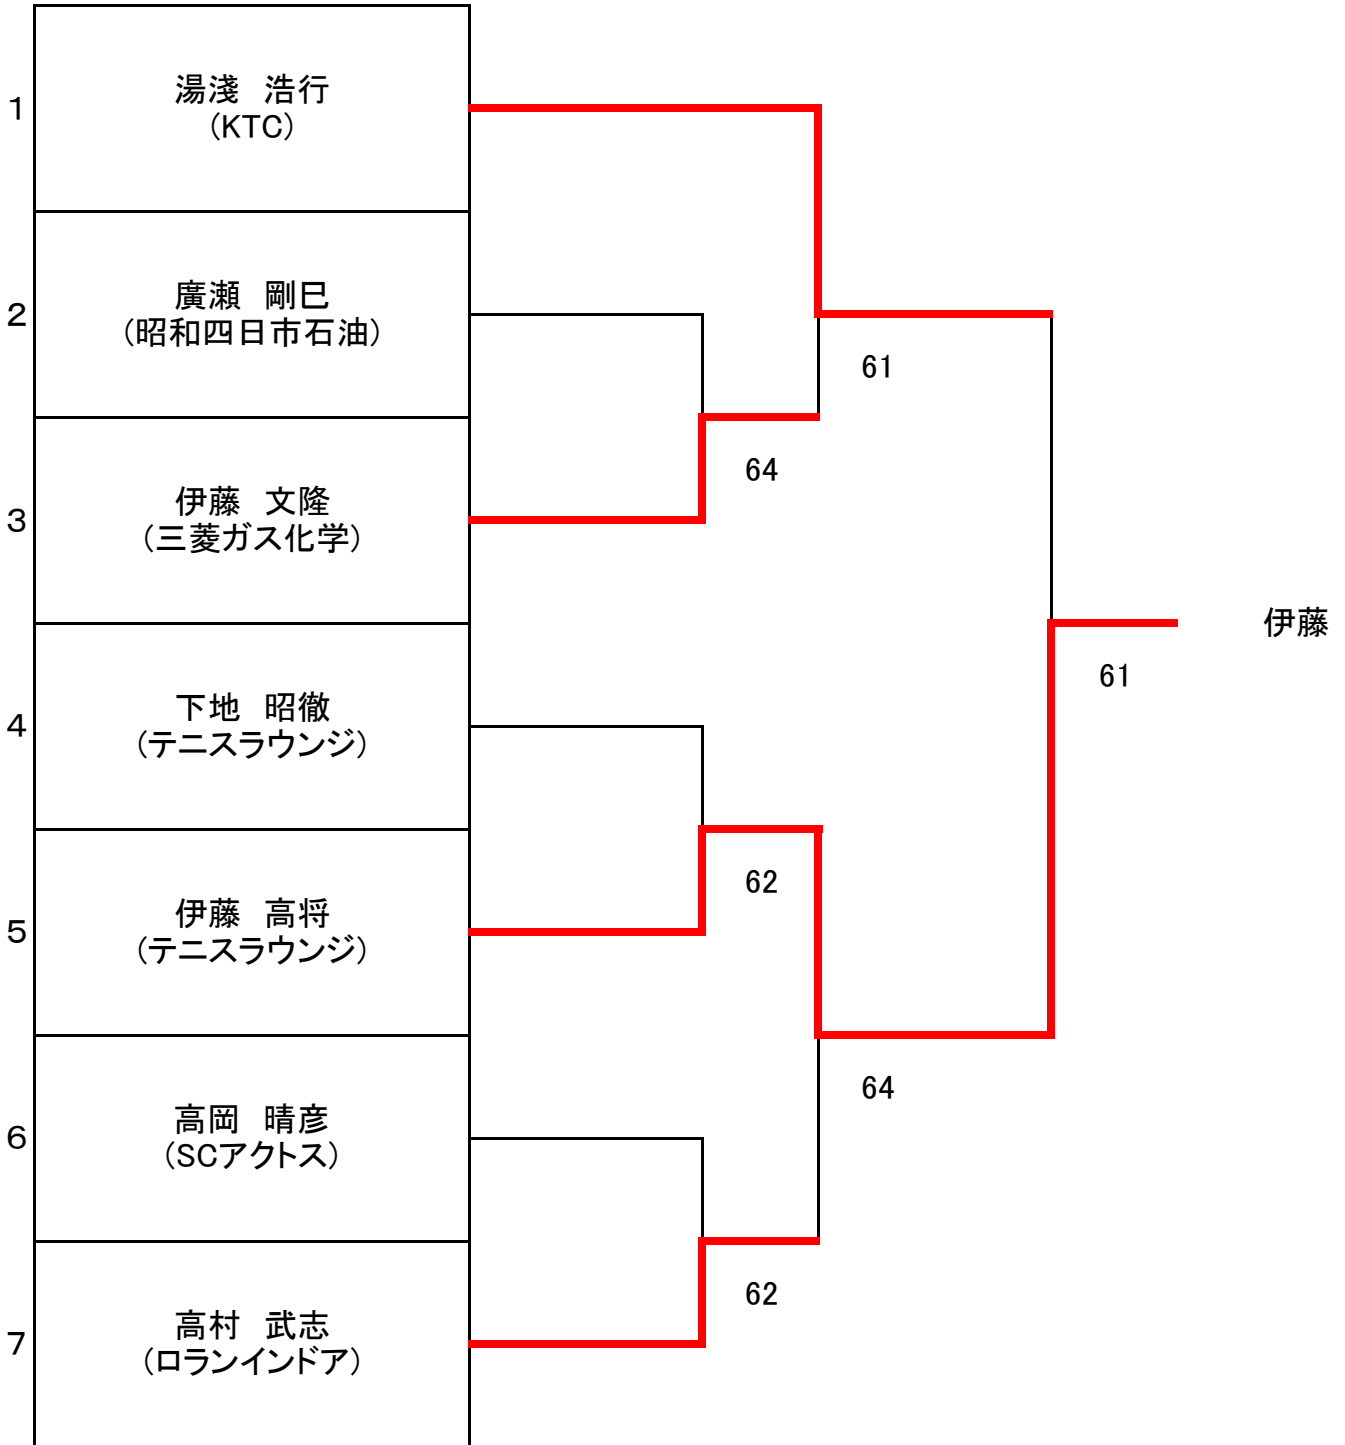 1
湯淺　浩行
(KTC)
2
廣瀬　剛巳
(昭和四日市石油)
61
64
3
伊藤　文隆
(三菱ガス化学)
伊藤
61
4
下地　昭徹
(テニスラウンジ)
62
5
伊藤　高将
(テニスラウンジ)
64
6
高岡　晴彦
(SCアクトス)
62
7
高村　武志
(ロランインドア)